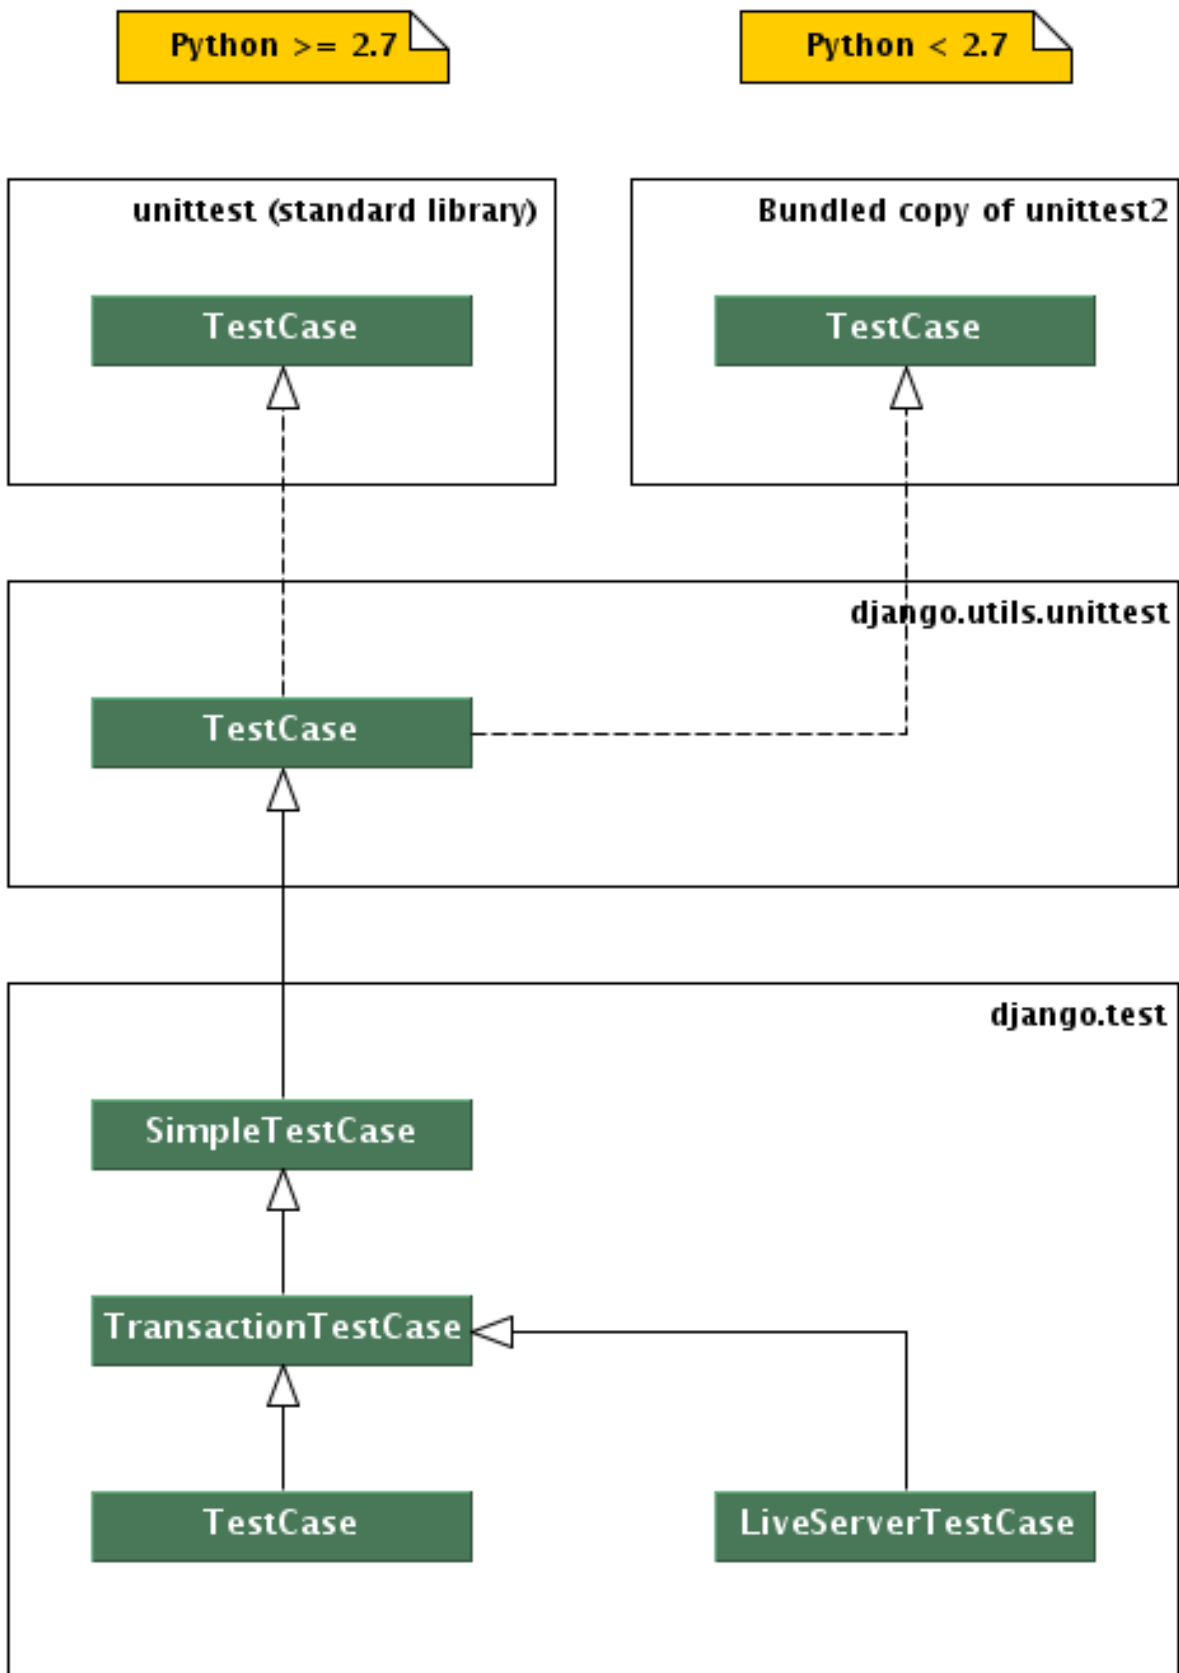 Python >= 2.7
Python < 2.7
unittest (standard library)
Bundled copy of unittest2
TestCase
TestCase
django.utils.unittest
TestCase
django.test
SimpleTestCase
TransactionTestCase
TestCase
LiveServerTestCase